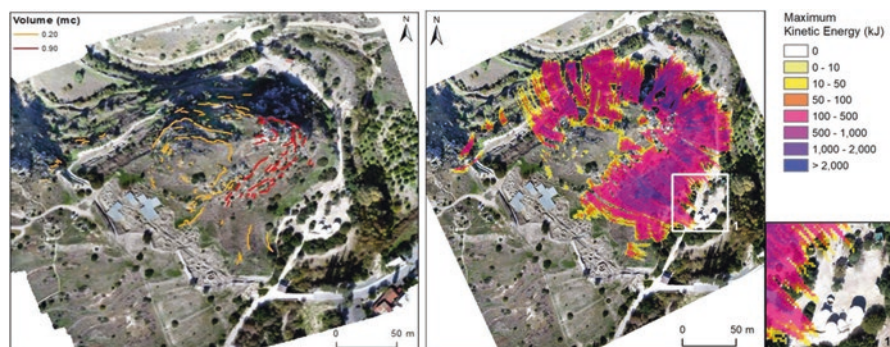 Volume (mc)
0.20
0.90
N
0 50 m
N
1
0 50 m
Maximum
Kinetic Energy (kJ)
0
0 - 10
10 - 50
50 - 100
100 - 500
500 - 1,000
1,000 - 2,000
> 2,000